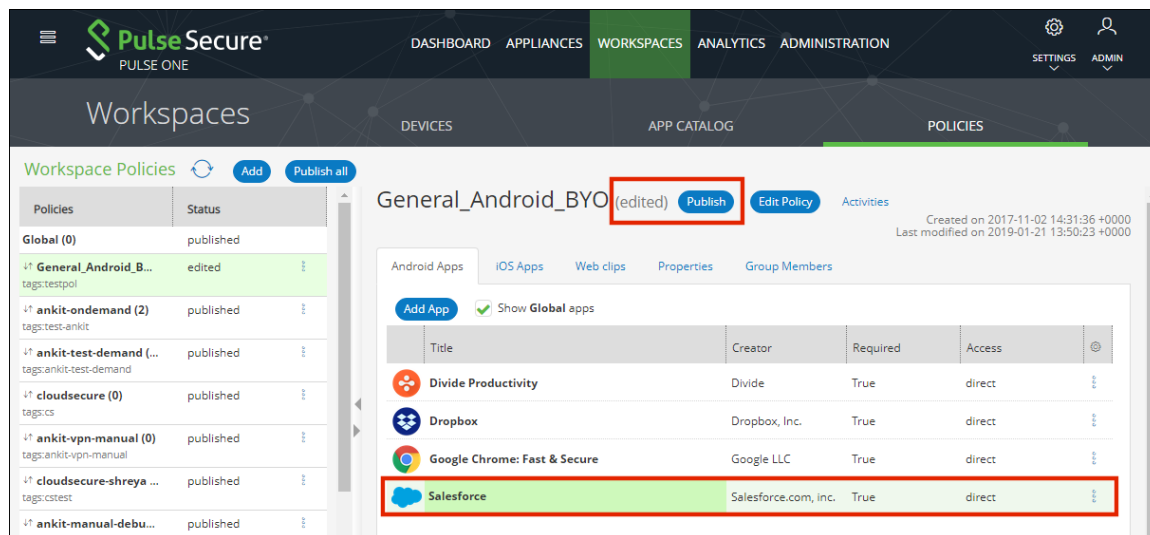 Pulse Secure
PULSE ONE
DASHBOARD APPLIANCES WORKSPACES ANALYTICS ADMINISTRATION
SETTINGS ADMIN
Workspaces
DEVICES APP CATALOG POLICIES
Workspace Policies Add Publish all
Policies Status
Global (0) published
General_Android_B... edited
tags:testpol
ankit-ondemand (2) published
tags:test-ankit
ankit-test-demand (... published
tags:ankit-test-demand
cloudsecure (0) published
tags:cs
ankit-vpn-manual (0) published
tags:ankit-vpn-manual
cloudsecure-shreya ... published
tags:cstest
ankit-manual-debu... published
General_Android_BYO (edited) Publish Edit Policy Activities
Created on 2017-11-02 14:31:36 +0000
Last modified on 2019-01-21 13:50:23 +0000
Android Apps iOS Apps Web clips Properties Group Members
Add App Show Global apps
Title Creator Required Access
Divide Productivity Divide True direct
Dropbox Dropbox, Inc. True direct
Google Chrome: Fast & Secure Google LLC True direct
Salesforce Salesforce.com, inc. True direct